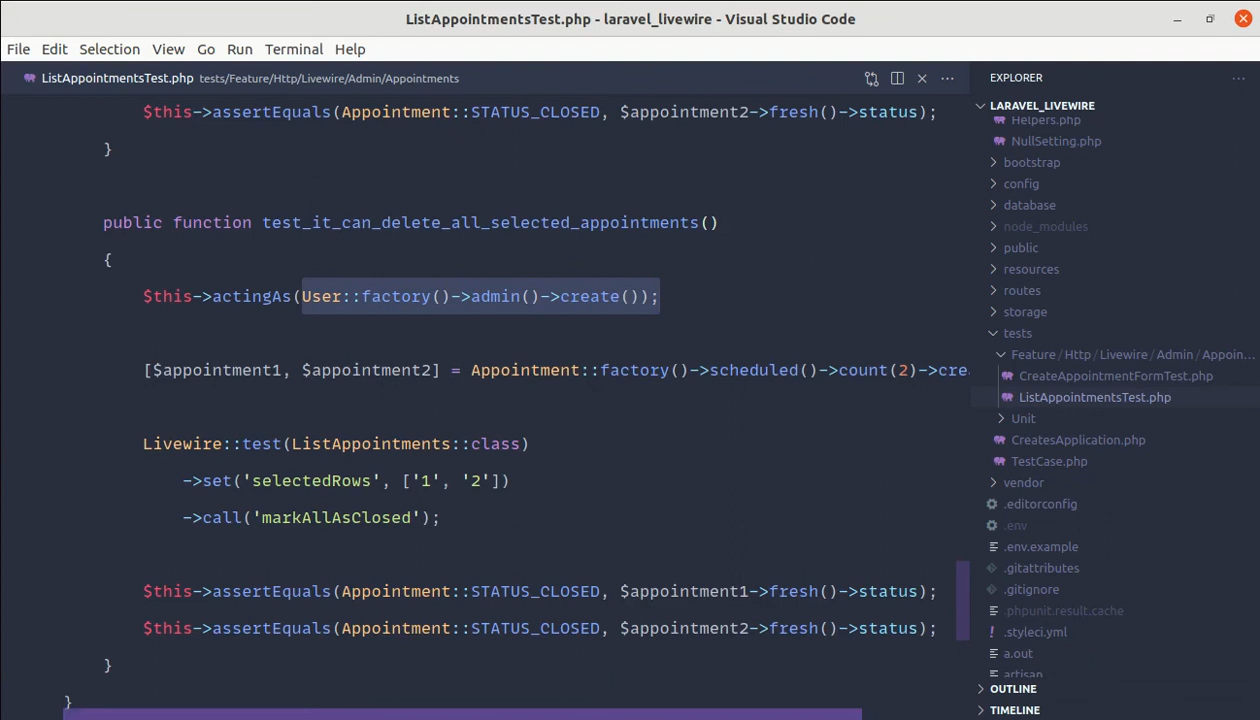 ListAppointmentsTest.php - laravel_livewire - Visual Studio Code
File Edit Selection View Go Run Terminal Help
ListAppointmentsTest.php tests/Feature/Http/Livewire/Admin/Appointments
$this->assertEquals(Appointment::STATUS_CLOSED, $appointment2->fresh()->status);
}
public function test_it_can_delete_all_selected_appointments()
{
$this->actingAs(User::factory()->admin()->create());
[$appointment1, $appointment2] = Appointment::factory()->scheduled()->count(2)->crea
Livewire::test(ListAppointments::class)
->set('selectedRows', ['1', '2'])
->call('markAllAsClosed');
$this->assertEquals(Appointment::STATUS_CLOSED, $appointment1->fresh()->status);
$this->assertEquals(Appointment::STATUS_CLOSED, $appointment2->fresh()->status);
}
}
EXPLORER
LARAVEL_LIVEWIRE
Helpers.php
NullSetting.php
bootstrap
config
database
node_modules
public
resources
routes
storage
tests
Feature / Http / Livewire / Admin / Appoin...
CreateAppointmentFormTest.php
ListAppointmentsTest.php
Unit
CreatesApplication.php
TestCase.php
vendor
.editorconfig
.env
.env.example
.gitattributes
.gitignore
.phpunit.result.cache
.styleci.yml
a.out
artisan
OUTLINE
TIMELINE